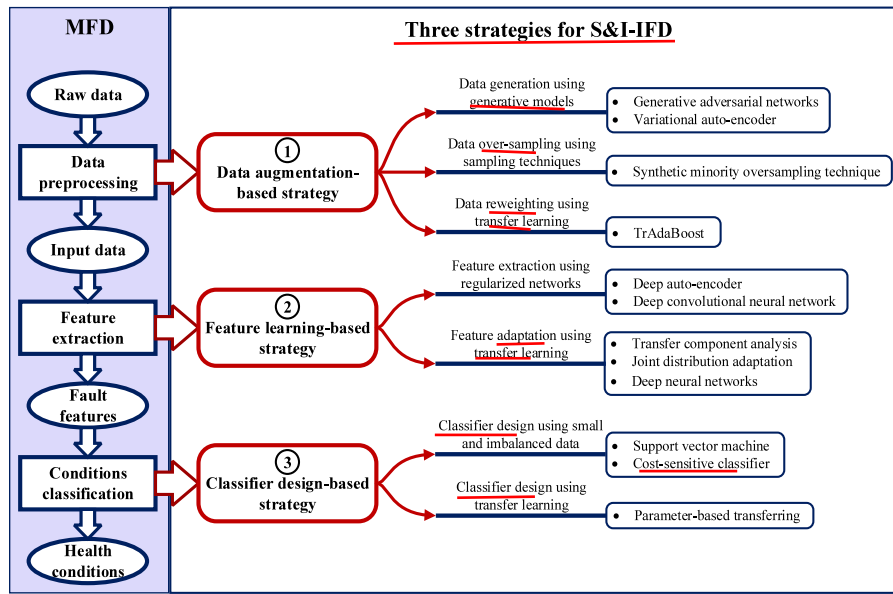 MFD
Raw data
Data
preprocessing
Input data
Feature
extraction
Fault
features
Conditions
classification
Health
conditions
Three strategies for S&I-IFD
1
Data augmentation-
based strategy
Data generation using
generative models
• Generative adversarial networks
• Variational auto-encoder
Data over-sampling using
sampling techniques
• Synthetic minority oversampling technique
Data reweighting using
transfer learning
• TrAdaBoost
2
Feature learning-based
strategy
Feature extraction using
regularized networks
• Deep auto-encoder
• Deep convolutional neural network
Feature adaptation using
transfer learning
• Transfer component analysis
• Joint distribution adaptation
• Deep neural networks
3
Classifier design-based
strategy
Classifier design using small
and imbalanced data
• Support vector machine
• Cost-sensitive classifier
Classifier design using
transfer learning
• Parameter-based transferring